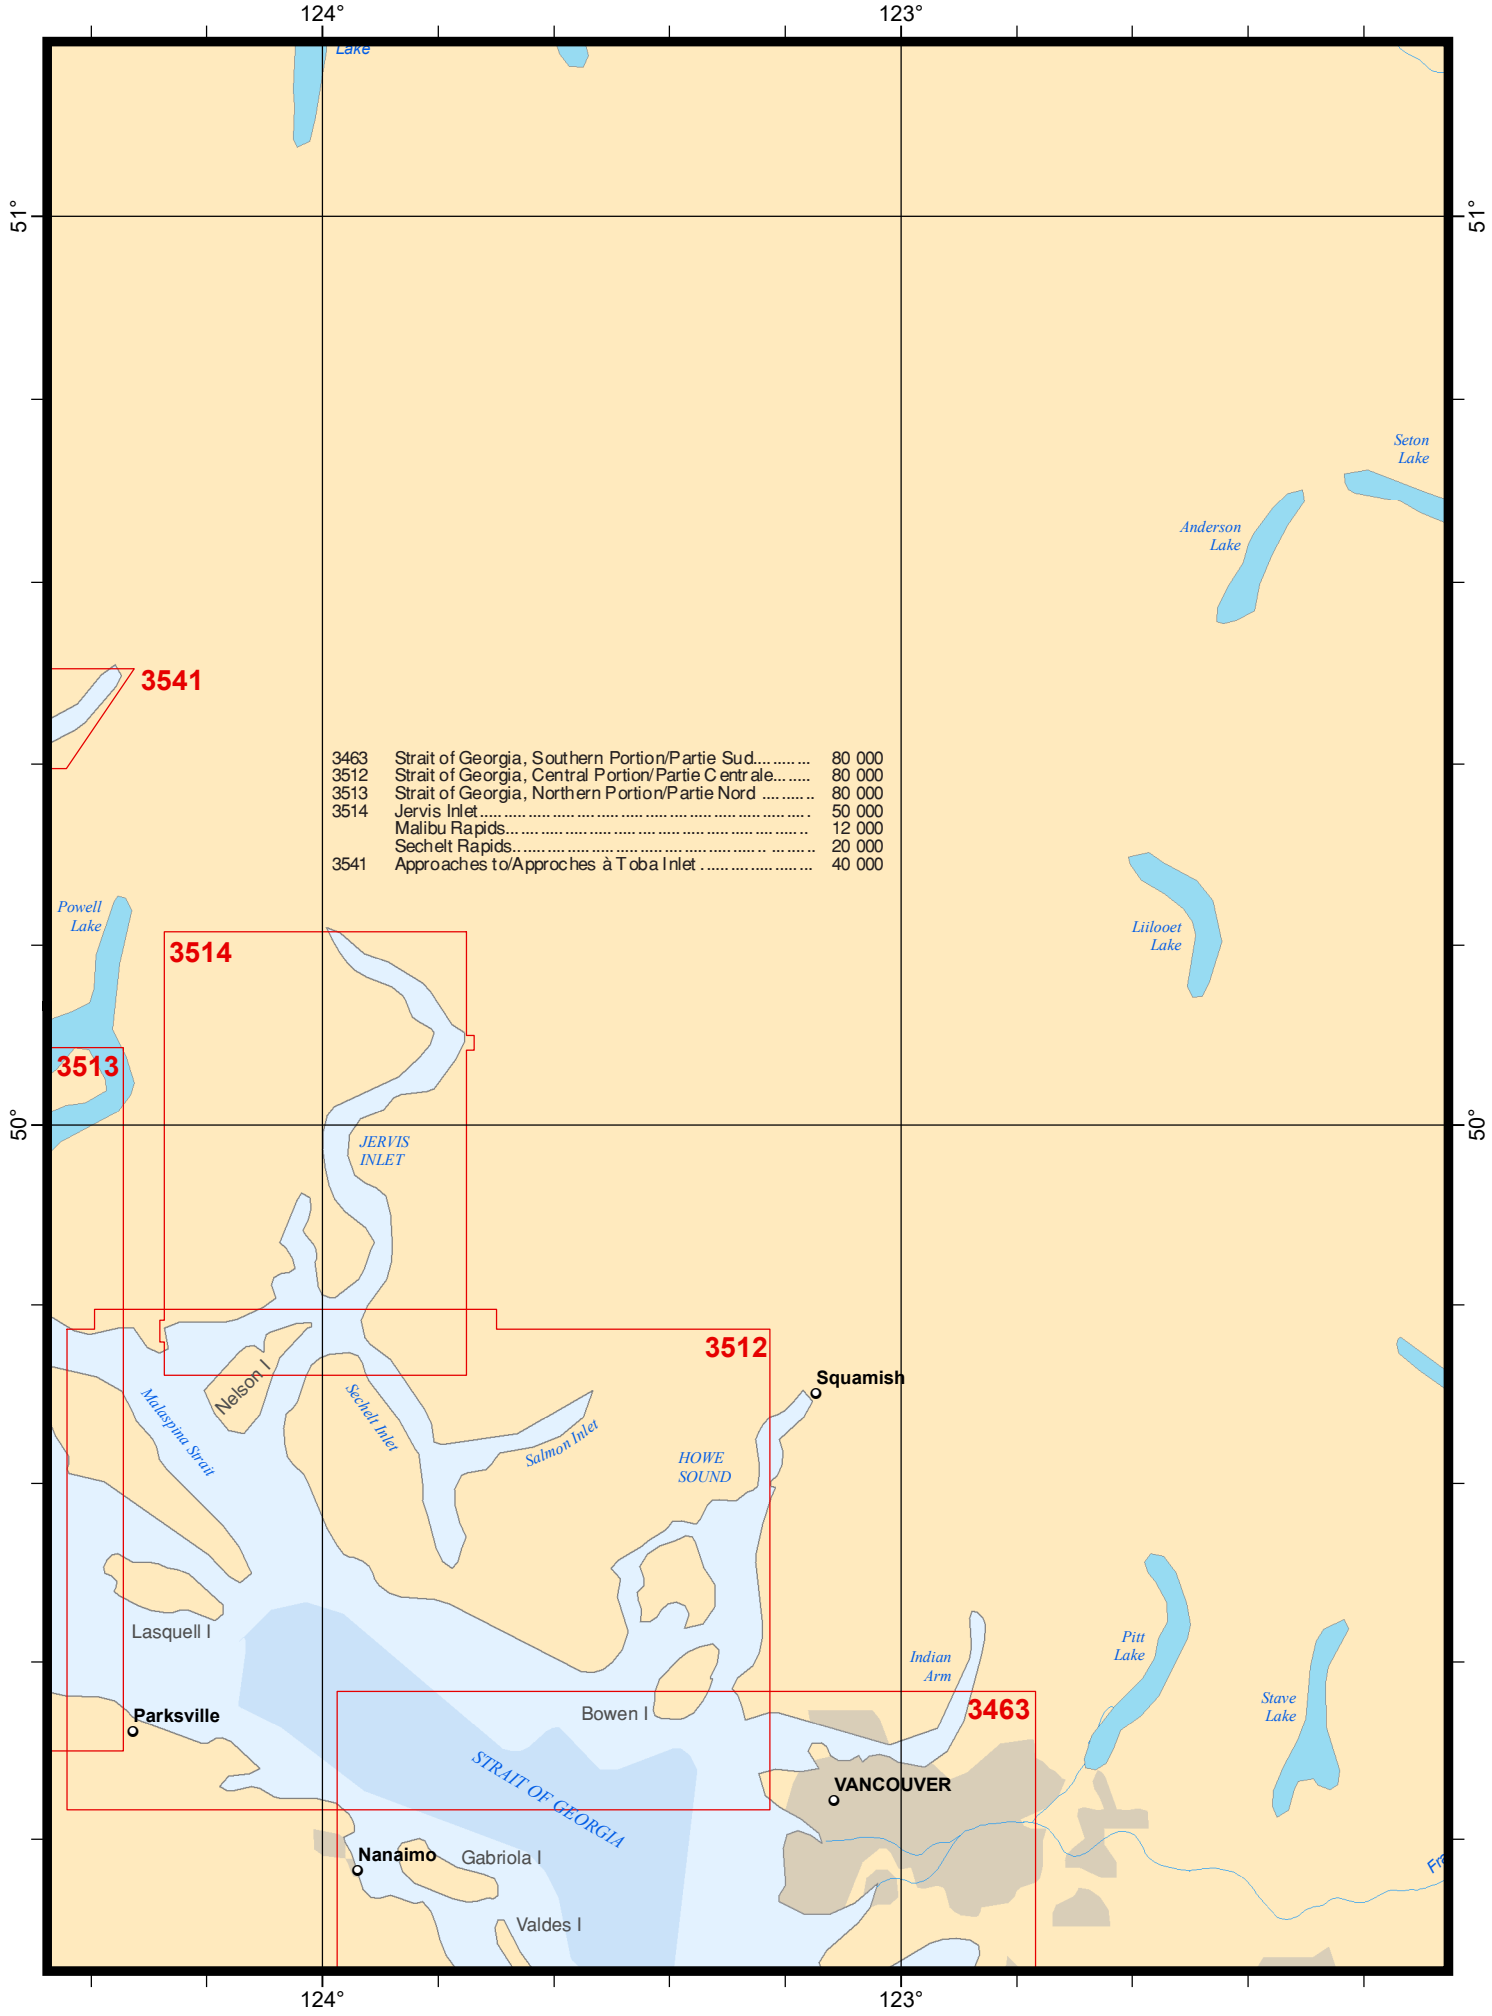 124° 123°
Lake
51° 51°
Seton
Lake
Anderson
Lake
3541
3463 Strait of Georgia, Southern Portion/Partie Sud.......... 80 000
3512 Strait of Georgia, Central Portion/Partie Centrale....... 80 000
3513 Strait of Georgia, Northern Portion/Partie Nord .......... 80 000
3514 Jervis Inlet.......................................................... 50 000
Malibu Rapids..................................................... 12 000
Sechelt Rapids.................................................... 20 000
3541 Approaches to/Approches à Toba Inlet .................... 40 000
Powell
Lake
Liilooet
Lake
3514
3513
50° 50°
JERVIS
INLET
3512
Squamish
Nelson I
Malaspina Strait
Sechelt Inlet
Salmon Inlet
HOWE
SOUND
Lasquell I
Indian
Arm
Pitt
Lake
Stave
Lake
Parksville
Bowen I
3463
STRAIT OF GEORGIA
VANCOUVER
Nanaimo
Gabriola I
Fra
Valdes I
124° 123°